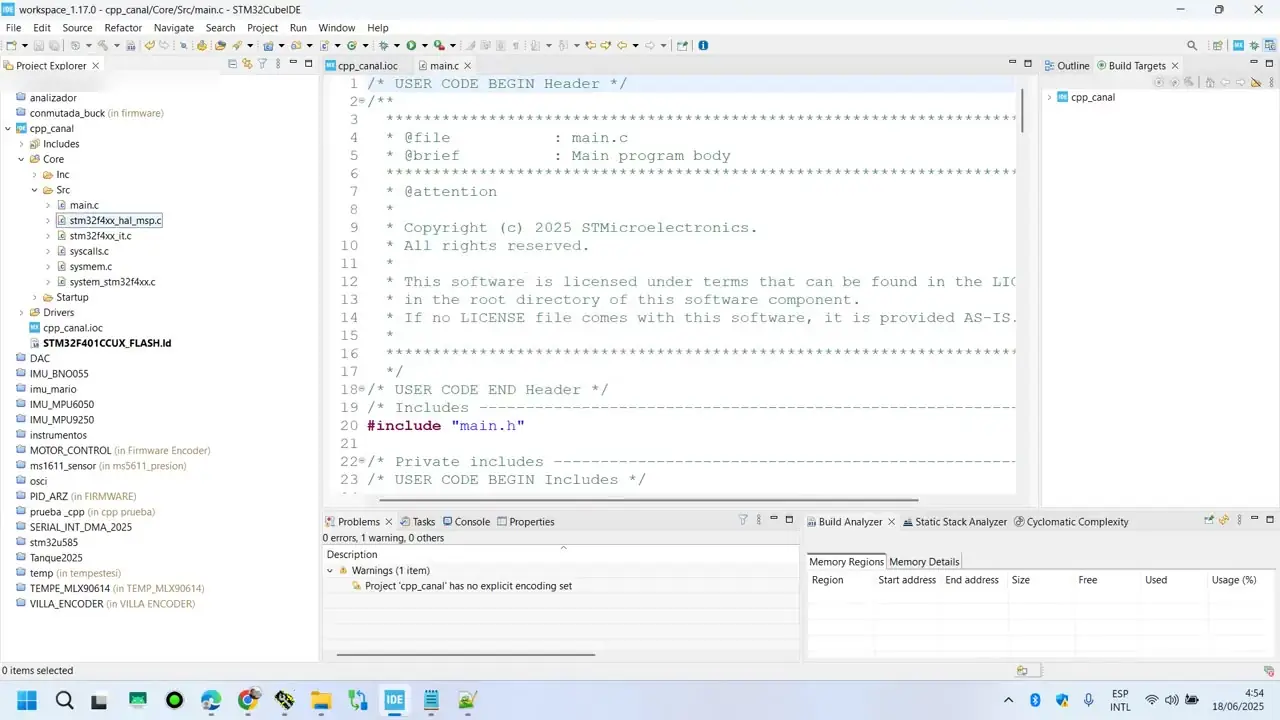 workspace_1.17.0 - cpp_canal/Core/Src/main.c - STM32CubeIDE
File Edit Source Refactor Navigate Search Project Run Window Help
Project Explorer
analizador
conmutada_buck (in firmware)
cpp_canal
Includes
Core
Inc
Src
main.c
stm32f4xx_hal_msp.c
stm32f4xx_it.c
syscalls.c
sysmem.c
system_stm32f4xx.c
Startup
Drivers
cpp_canal.ioc
STM32F401CCUX_FLASH.ld
DAC
IMU_BNO055
imu_mario
IMU_MPU6050
IMU_MPU9250
instrumentos
MOTOR_CONTROL (in Firmware Encoder)
ms1611_sensor (in ms5611_presion)
osci
PID_ARZ (in FIRMWARE)
prueba _cpp (in cpp prueba)
SERIAL_INT_DMA_2025
stm32u585
Tanque2025
temp (in tempestesi)
TEMPE_MLX90614 (in TEMP_MLX90614)
VILLA_ENCODER (in VILLA ENCODER)
0 items selected
cpp_canal.ioc main.c
1 /* USER CODE BEGIN Header */
2 /**
3 ******************************************************************************
4 * @file : main.c
5 * @brief : Main program body
6 ******************************************************************************
7 * @attention
8 *
9 * Copyright (c) 2025 STMicroelectronics.
10 * All rights reserved.
11 *
12 * This software is licensed under terms that can be found in the LIC
13 * in the root directory of this software component.
14 * If no LICENSE file comes with this software, it is provided AS-IS.
15 *
16 ******************************************************************************
17 */
18 /* USER CODE END Header */
19 /* Includes ------------------------------------------------------------------
20 #include "main.h"
21
22 /* Private includes ----------------------------------------------------------
23 /* USER CODE BEGIN Includes */
Outline Build Targets
cpp_canal
Problems Tasks Console Properties
0 errors, 1 warning, 0 others
Description
Warnings (1 item)
Project 'cpp_canal' has no explicit encoding set
Build Analyzer Static Stack Analyzer Cyclomatic Complexity
Memory Regions Memory Details
Region Start address End address Size Free Used Usage (%)
IDE
ESP
INTL
4:54
18/06/2025